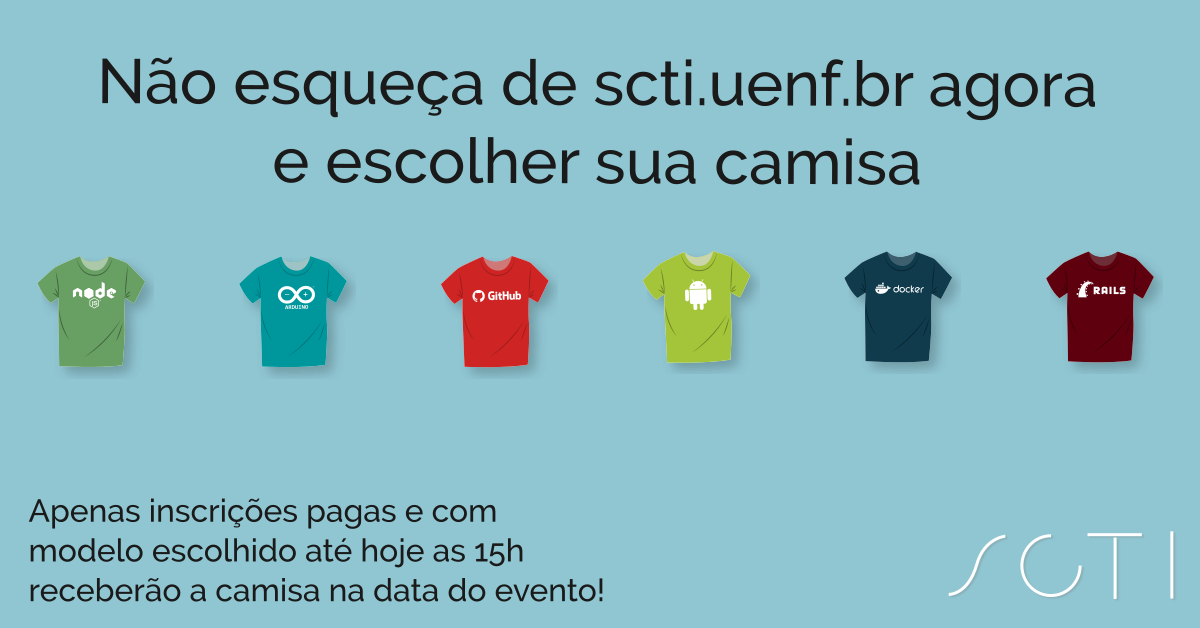 Não esqueça de scti.uenf.br agora
e escolher sua camisa
node
JS
ARDUINO
GitHub
docker
RAILS
Apenas inscrições pagas e com
modelo escolhido até hoje as 15h
receberão a camisa na data do evento!
SCTI